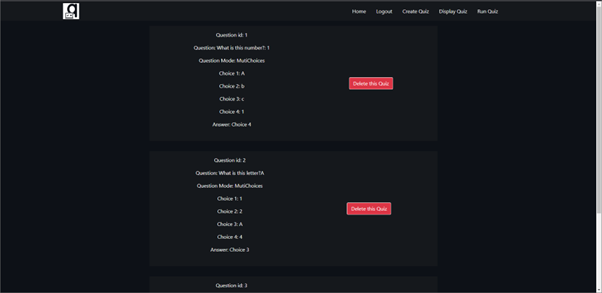 Home Logout Create Quiz Display Quiz Run Quiz
Question id: 1
Question: What is this number?: 1
Question Mode: MutiChoices
Choice 1: A
Choice 2: b
Choice 3: c
Choice 4: 1
Answer: Choice 4
Delete this Quiz
Question id: 2
Question: What is this letter?A
Question Mode: MutiChoices
Choice 1: 1
Choice 2: 2
Choice 3: A
Choice 4: 4
Answer: Choice 3
Delete this Quiz
Question id: 3